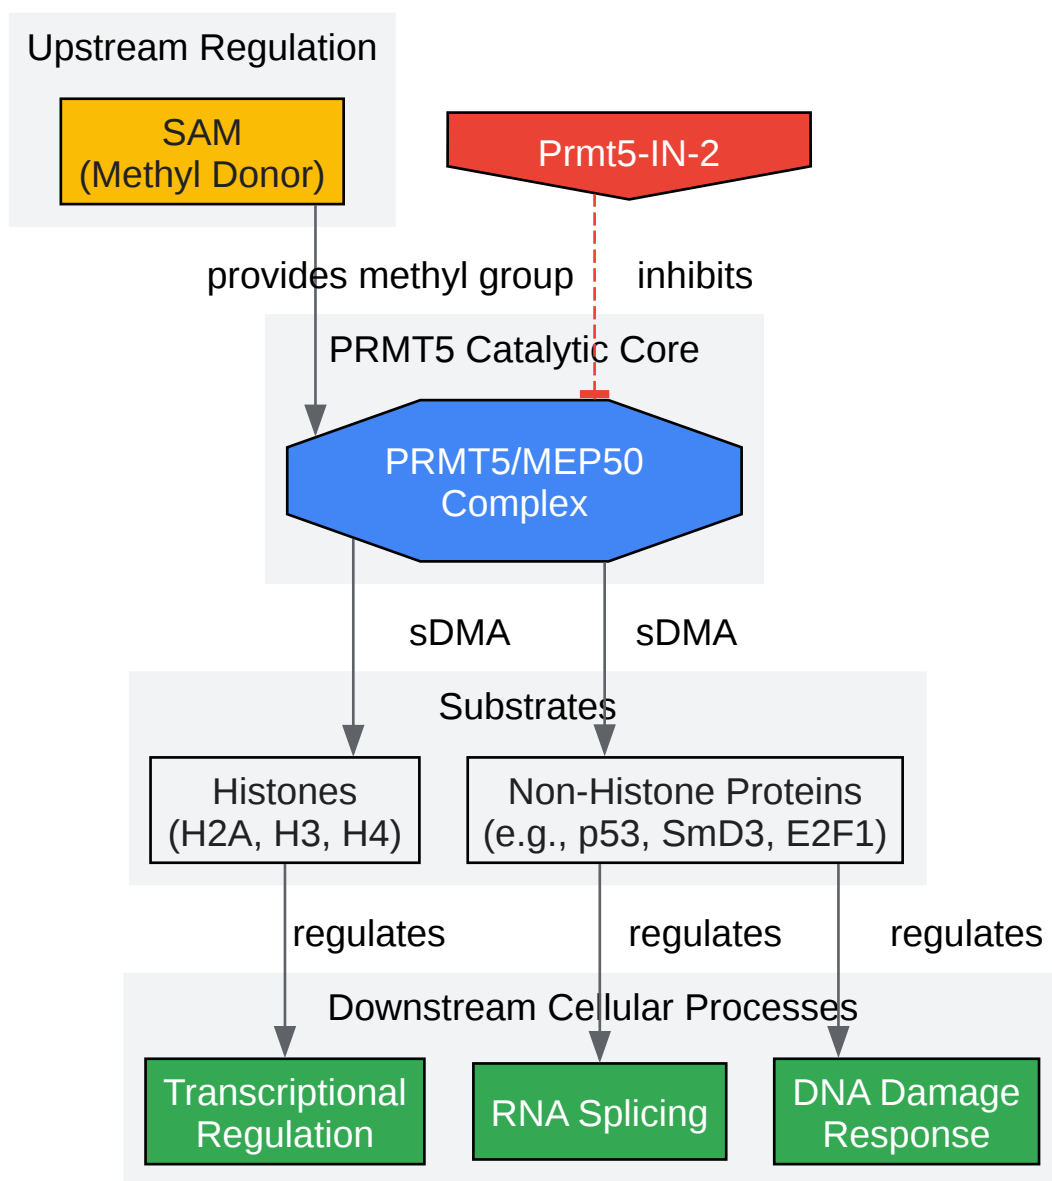 Upstream Regulation
SAM
(Methyl Donor)
Prmt5-IN-2
provides methyl group
inhibits
PRMT5 Catalytic Core
PRMT5/MEP50
Complex
sDMA
sDMA
Substrates
Histones
(H2A, H3, H4)
Non-Histone Proteins
(e.g., p53, SmD3, E2F1)
regulates
regulates
regulates
Downstream Cellular Processes
Transcriptional
Regulation
RNA Splicing
DNA Damage
Response